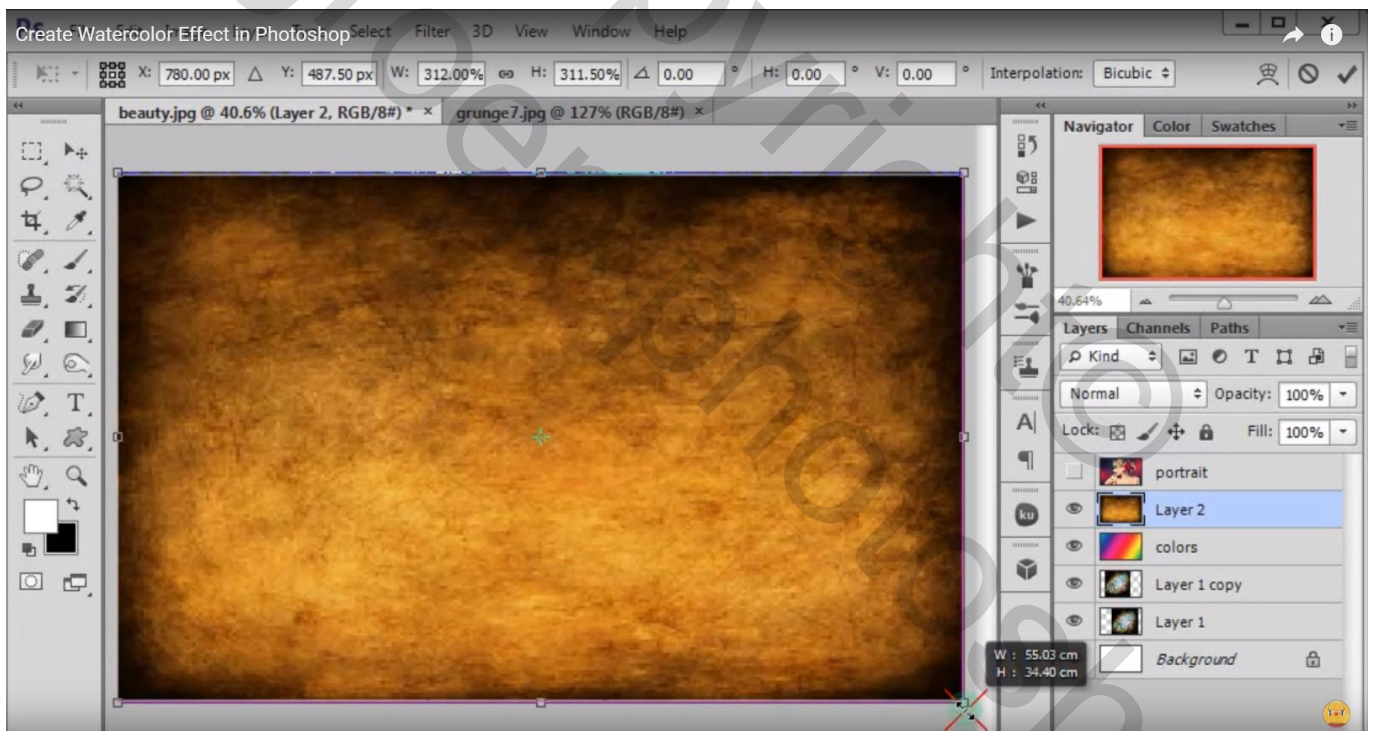 Create Watercolor Effect in Photoshop Select Filter 3D View Window Help
X: 780.00 px Y: 487.50 px W: 312.00% H: 311.50% 0.00 ° H: 0.00 ° V: 0.00 ° Interpolation: Bicubic
beauty.jpg @ 40.6% (Layer 2, RGB/8#) * × grunge7.jpg @ 127% (RGB/8#) ×
Navigator Color Swatches
40.64%
Layers Channels Paths
Kind
Normal Opacity: 100%
Lock: Fill: 100%
portrait
Layer 2
colors
Layer 1 copy
Layer 1
Background
W : 55.03 cm
H : 34.40 cm
T
A
ku
T